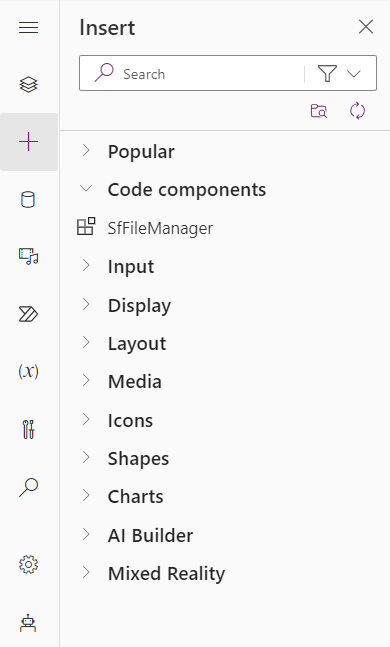 Insert
Search
Popular
Code components
SfFileManager
Input
Display
Layout
Media
(x)
Icons
Shapes
Charts
AI Builder
Mixed Reality